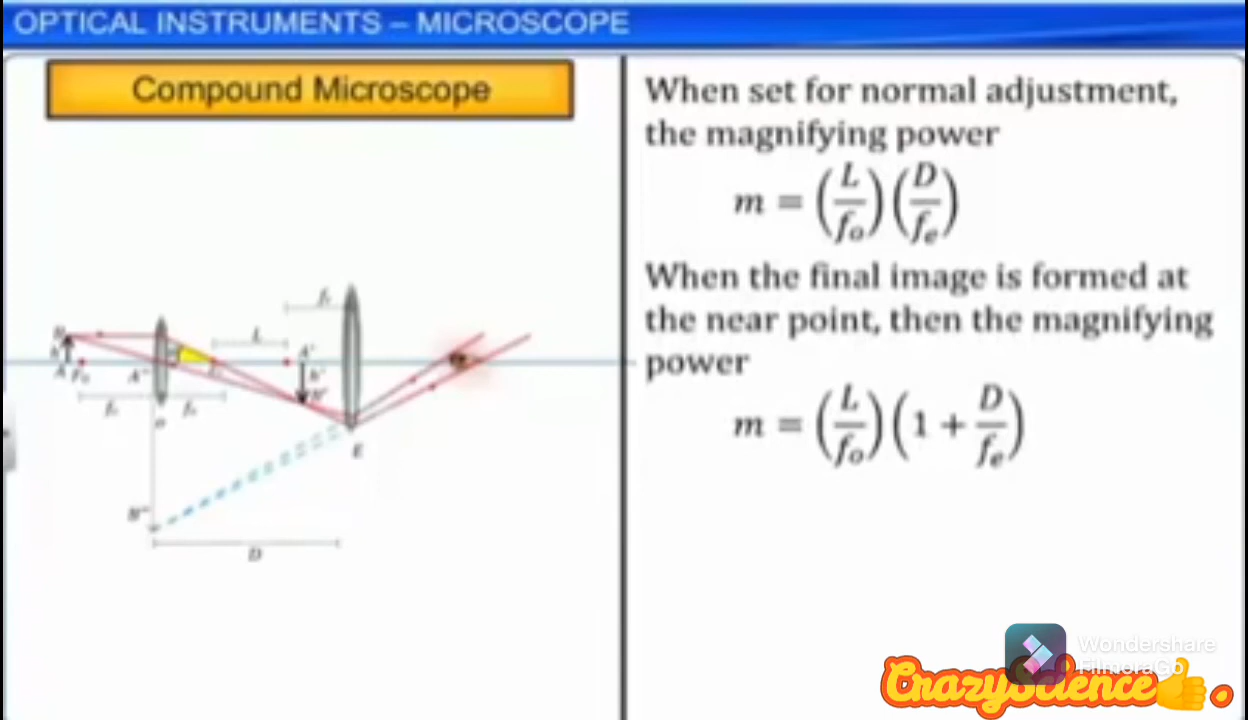 OPTICAL INSTRUMENTS – MICROSCOPE
Compound Microscope
When set for normal adjustment,
the magnifying power
m = (L/fₒ)(D/fₑ)
When the final image is formed at
the near point, then the magnifying
power
m = (L/fₒ)(1 + D/fₑ)
L
A'
h'
A
A"
E
B"
D
Wondershare
FilmoraGo
CrazyScience